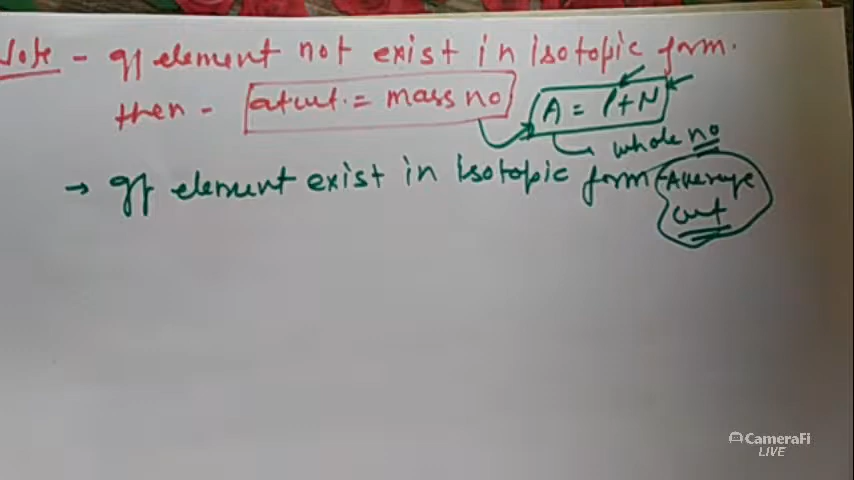 Note - If element not exist in isotopic form.
then - at wt. = mass no
A = P+N
whole no
→ If element exist in isotopic form - Average
wt
CameraFi
LIVE